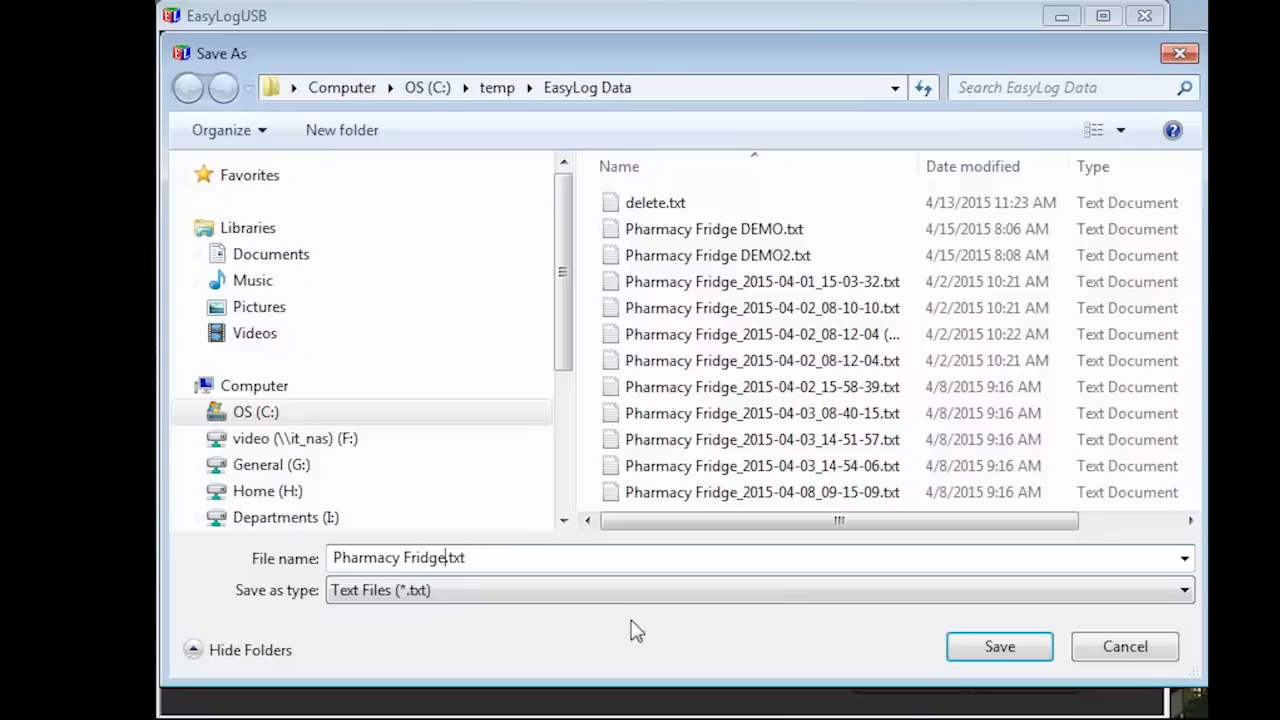 EasyLogUSB
Save As
Computer OS (C:) temp EasyLog Data
Search EasyLog Data
Organize New folder
Name Date modified Type
Favorites
Libraries
Documents
Music
Pictures
Videos
Computer
OS (C:)
video (\\it_nas) (F:)
General (G:)
Home (H:)
Departments (I:)
delete.txt 4/13/2015 11:23 AM Text Document
Pharmacy Fridge DEMO.txt 4/15/2015 8:06 AM Text Document
Pharmacy Fridge DEMO2.txt 4/15/2015 8:08 AM Text Document
Pharmacy Fridge_2015-04-01_15-03-32.txt 4/2/2015 10:21 AM Text Document
Pharmacy Fridge_2015-04-02_08-10-10.txt 4/2/2015 10:21 AM Text Document
Pharmacy Fridge_2015-04-02_08-12-04 (... 4/2/2015 10:22 AM Text Document
Pharmacy Fridge_2015-04-02_08-12-04.txt 4/2/2015 10:21 AM Text Document
Pharmacy Fridge_2015-04-02_15-58-39.txt 4/8/2015 9:16 AM Text Document
Pharmacy Fridge_2015-04-03_08-40-15.txt 4/8/2015 9:16 AM Text Document
Pharmacy Fridge_2015-04-03_14-51-57.txt 4/8/2015 9:16 AM Text Document
Pharmacy Fridge_2015-04-03_14-54-06.txt 4/8/2015 9:16 AM Text Document
Pharmacy Fridge_2015-04-08_09-15-09.txt 4/8/2015 9:16 AM Text Document
File name: Pharmacy Fridge.txt
Save as type: Text Files (*.txt)
Hide Folders
Save Cancel